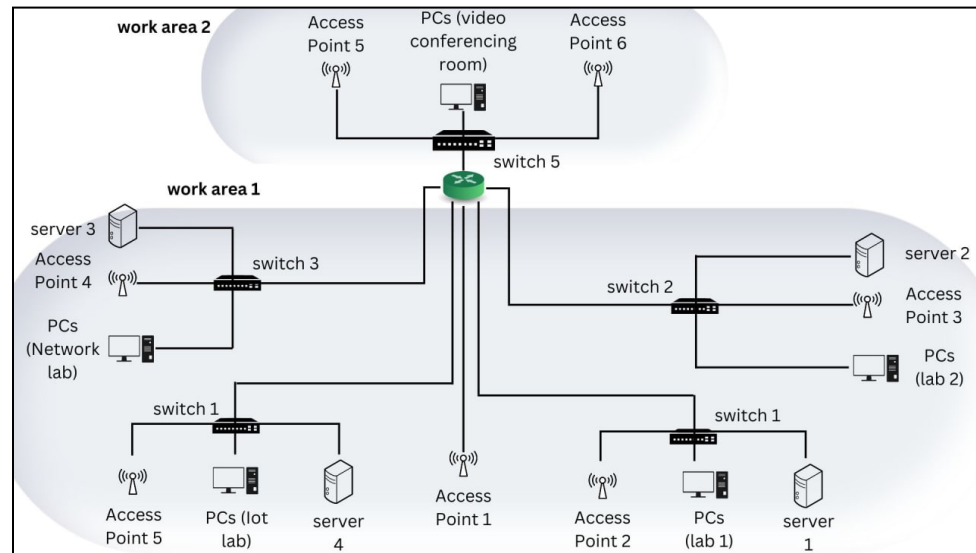 work area 2
Access
Point 5
PCs (video
conferencing
room)
Access
Point 6
switch 5
work area 1
server 3
Access
Point 4
switch 3
PCs
(Network
lab)
switch 2
server 2
Access
Point 3
PCs
(lab 2)
switch 1
Access
Point 5
PCs (Iot
lab)
server
4
Access
Point 1
switch 1
Access
Point 2
PCs
(lab 1)
server
1